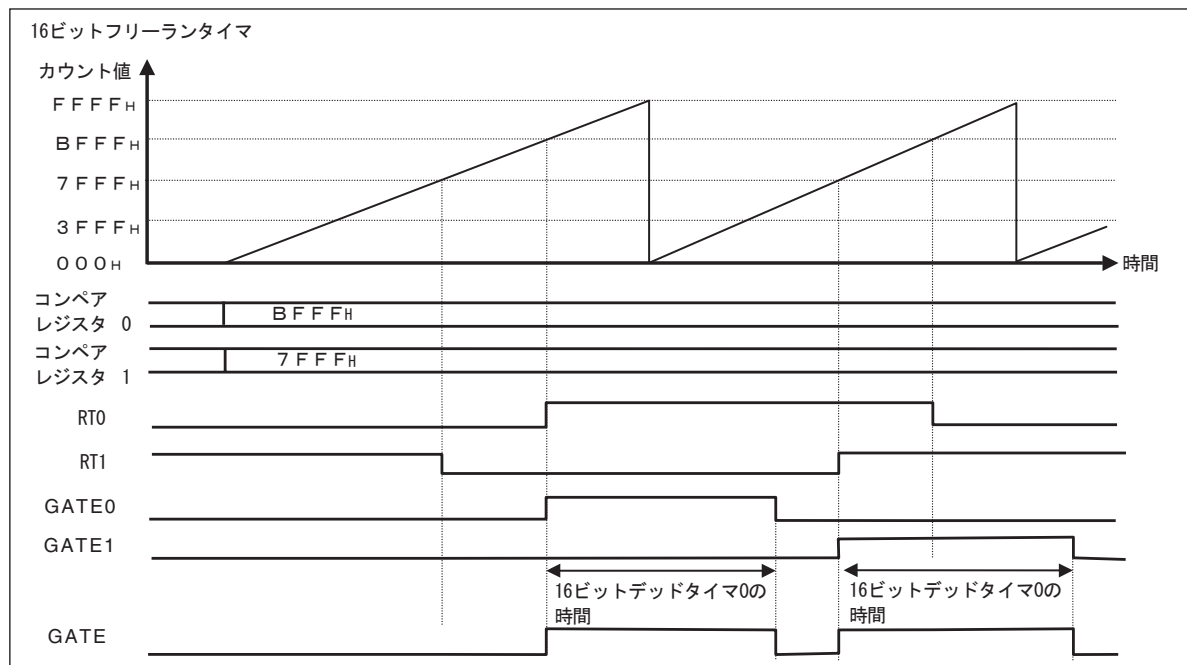 16ビットフリーランタイマ
カウント値
ＦＦＦＦH
ＢＦＦＦH
７ＦＦＦH
３ＦＦＦH
０００H
時間
コンペア
レジスタ 0
ＢＦＦＦH
コンペア
レジスタ 1
７ＦＦＦH
RT0
RT1
GATE0
GATE1
16ビットデッドタイマ0の
時間
16ビットデッドタイマ0の
時間
GATE